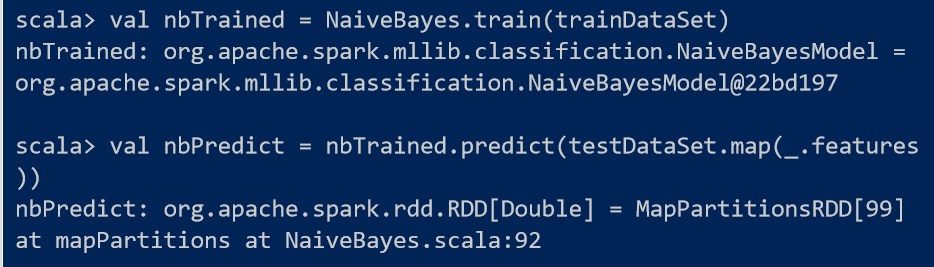 scala> val nbTrained = NaiveBayes.train(trainDataSet)
nbTrained: org.apache.spark.mllib.classification.NaiveBayesModel =
org.apache.spark.mllib.classification.NaiveBayesModel@22bd197
scala> val nbPredict = nbTrained.predict(testDataSet.map(_.features
))
nbPredict: org.apache.spark.rdd.RDD[Double] = MapPartitionsRDD[99]
at mapPartitions at NaiveBayes.scala:92